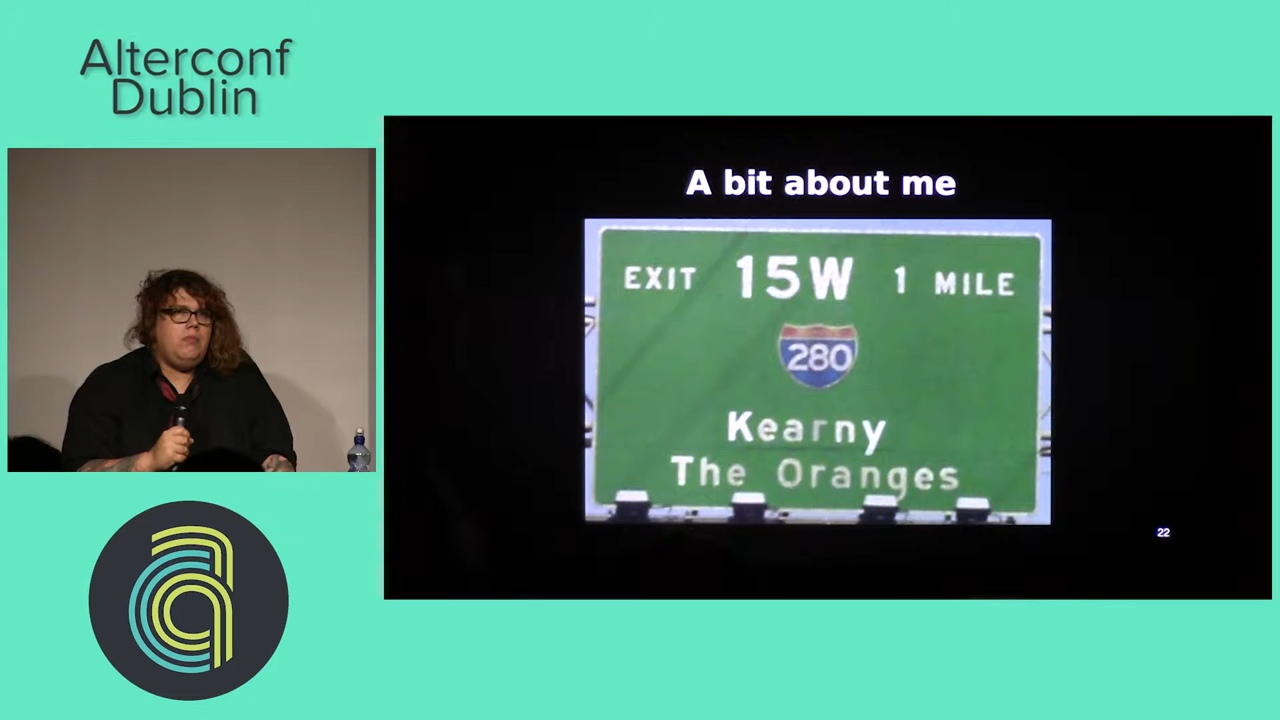 Alterconf
Dublin
A bit about me
EXIT 15W 1 MILE
280
Kearny
The Oranges
22